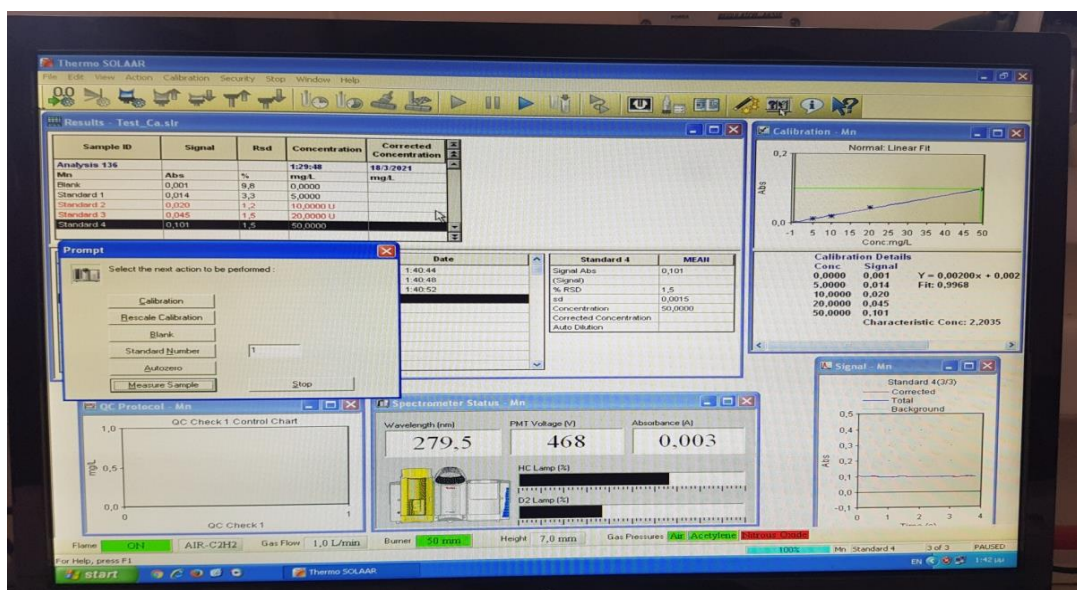 Thermo SOLAAR
File Edit View Action Calibration Security Stop Window Help
Results - Test_Ca.slr
Sample ID Signal Rsd Concentration Corrected Concentration
Analysis 136 1:29:48 18/3/2021
Mn Abs % mg/L mg/L
Blank 0,001 9,8 0,0000
Standard 1 0,014 3,3 5,0000
Standard 2 0,020 1,2 10,0000 U
Standard 3 0,045 1,5 20,0000 U
Standard 4 0,101 1,5 50,0000
Prompt
Select the next action to be performed :
Calibration
Rescale Calibration
Blank
Standard Number 1
Autozero
Measure Sample Stop
Date
1:40:44
1:40:48
1:40:52
Standard 4 MEAN
Signal Abs 0,101
(Signal)
% RSD 1,5
sd 0,0015
Concentration 50,0000
Corrected Concentration
Auto Dilution
Calibration - Mn
Normal: Linear Fit
0,2
Abs
0,0
-1 5 10 15 20 25 30 35 40 45 50
Conc:mg/L
Calibration Details
Conc Signal
0,0000 0,001 Y = 0,00200x + 0,002
5,0000 0,014 Fit: 0,9968
10,0000 0,020
20,0000 0,045
50,0000 0,101
Characteristic Conc: 2,2035
QC Protocol - Mn
QC Check 1 Control Chart
1,0
mg/L
0,5
0,0
0 1
QC Check 1
Spectrometer Status - Mn
Wavelength (nm) PMT Voltage (V) Absorbance (A)
279,5 468 0,003
HC Lamp (%)
D2 Lamp (%)
Signal - Mn
Standard 4(3/3)
Corrected
Total
Background
0,5
0,4
0,3
Abs
0,2
0,1
0,0
-0,1
0 1 2 3 4
Flame ON AIR-C2H2 Gas Flow 1,0 L/min Burner 50 mm Height 7,0 mm Gas Pressures Air Acetylene Nitrous Oxide
For Help, press F1 100% Mn Standard 4 3 of 3 PAUSED
start Thermo SOLAAR EN 1:42